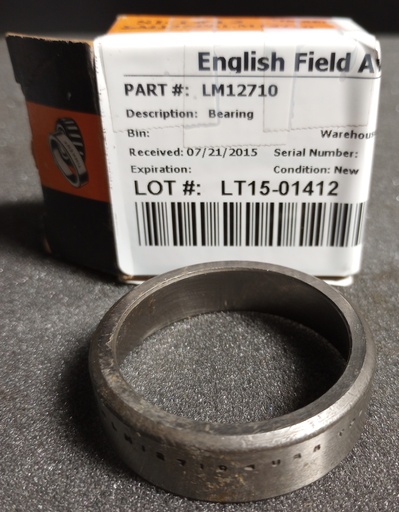 English Field Av
PART #: LM12710
Description: Bearing
Bin: Warehou
Received: 07/21/2015 Serial Number:
Expiration: Condition: New
LOT #: LT15-01412